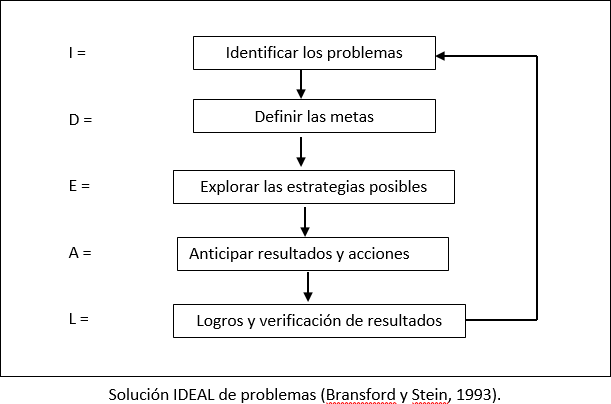 I = Identificar los problemas
D = Definir las metas
E = Explorar las estrategias posibles
A = Anticipar resultados y acciones
L = Logros y verificación de resultados
Solución IDEAL de problemas (Bransford y Stein, 1993).